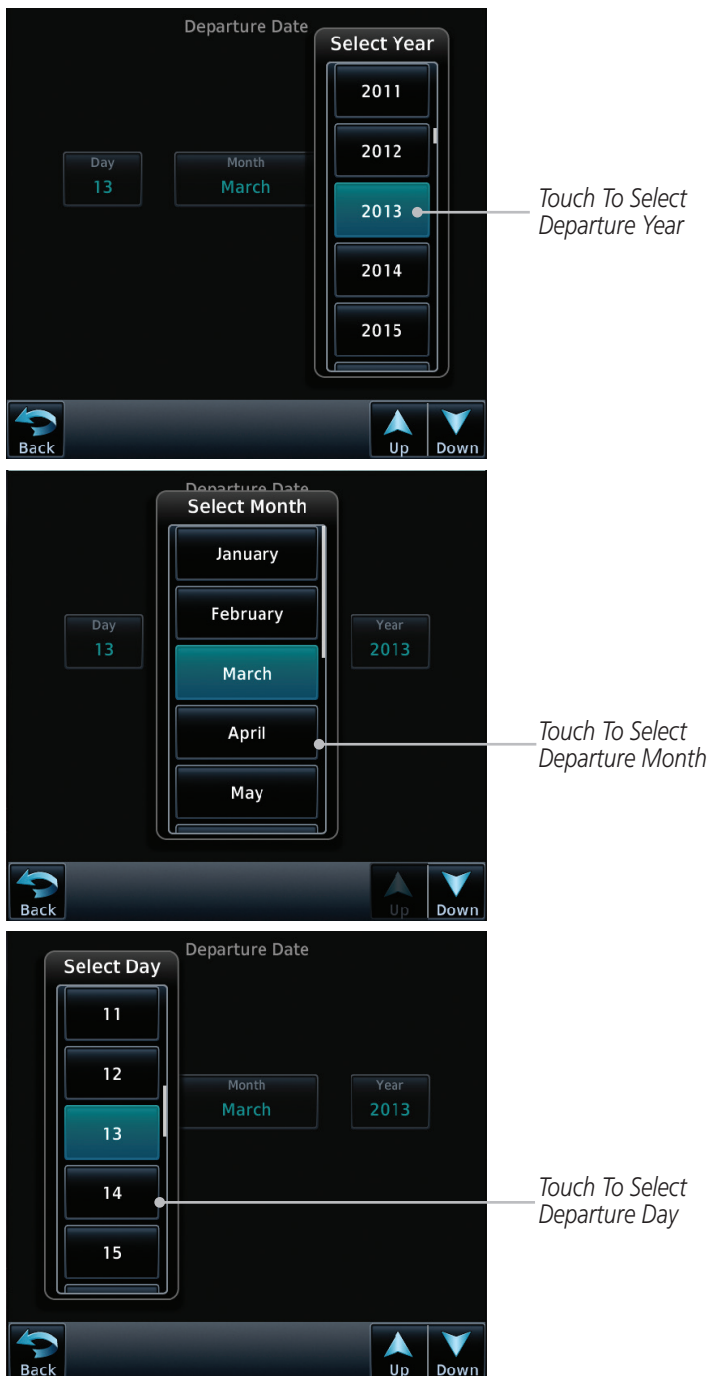 Departure Date
Select Year
2011
2012
Day
13
Month
March
2013
Touch To Select
Departure Year
2014
2015
Back
Up
Down
Departure Date
Select Month
January
February
Day
13
Year
2013
March
April
Touch To Select
Departure Month
May
Back
Up
Down
Departure Date
Select Day
11
12
Month
March
Year
2013
13
14
Touch To Select
Departure Day
15
Back
Up
Down